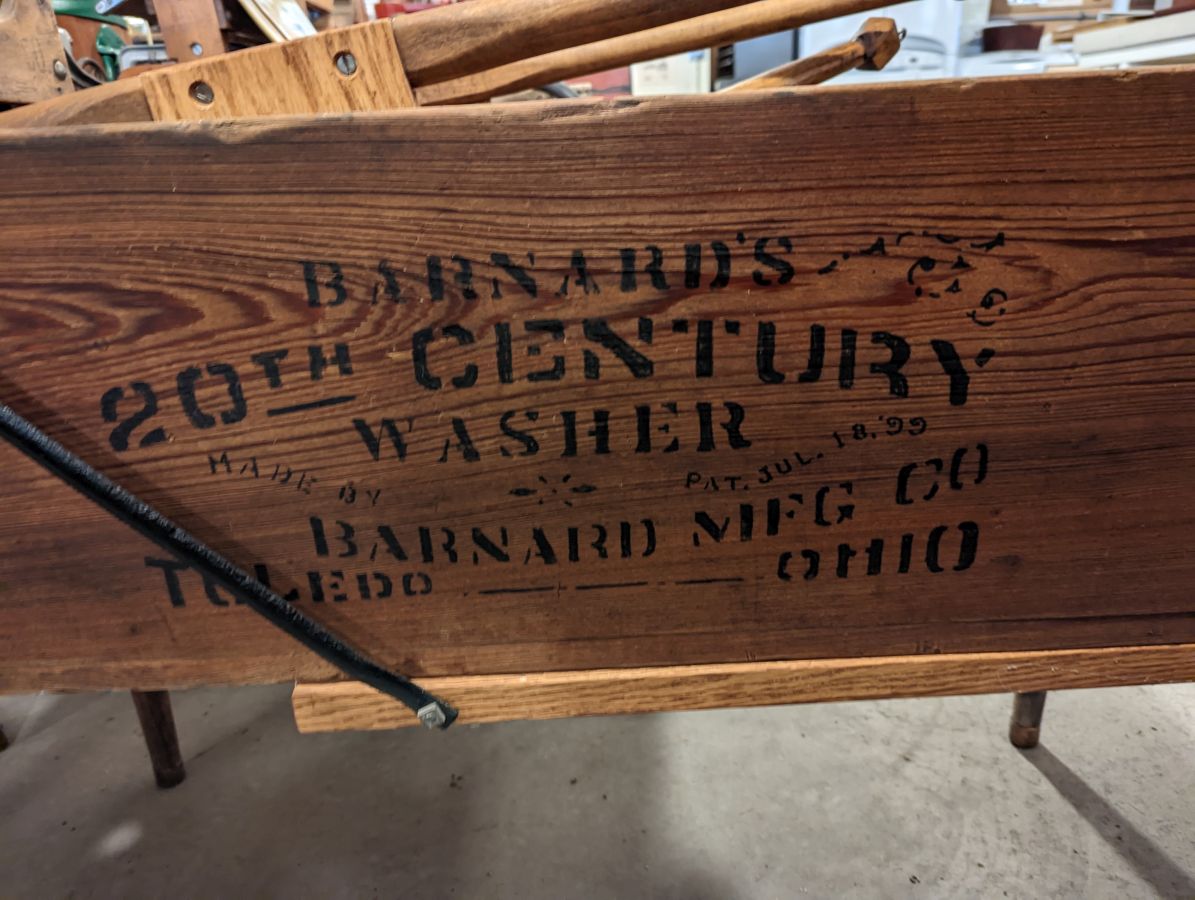 BARNARD'S
20TH CENTURY
WASHER
MADE BY
PAT. JUL. 18.'99
BARNARD MFG CO
TOLEDO — — — OHIO